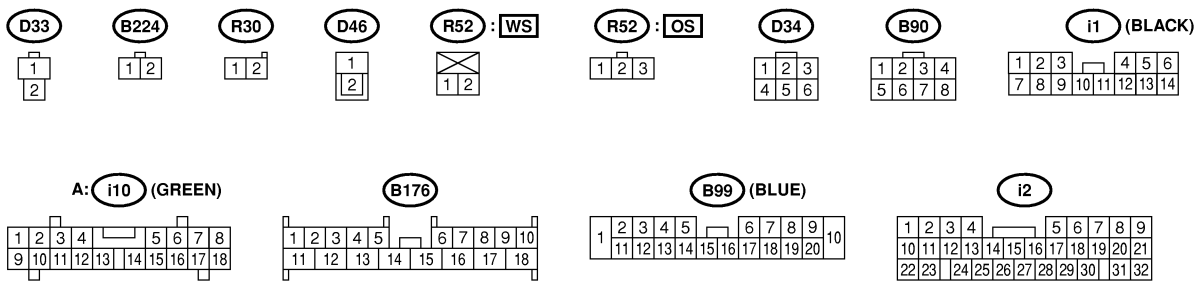 D33 B224 R30 D46 R52 : WS R52 : OS D34 B90 i1 (BLACK)
1
2
1 2
1 2
1
2
1 2
1 2 3
1 2 3
4 5 6
1 2 3 4
5 6 7 8
1 2 3 4 5 6
7 8 9 10 11 12 13 14
A: i10 (GREEN) B176 B99 (BLUE) i2
1 2 3 4 5 6 7 8
9 10 11 12 13 14 15 16 17 18
1 2 3 4 5 6 7 8 9 10
11 12 13 14 15 16 17 18
1 2 3 4 5 6 7 8 9 10
11 12 13 14 15 16 17 18 19 20
1 2 3 4 5 6 7 8 9
10 11 12 13 14 15 16 17 18 19 20 21
22 23 24 25 26 27 28 29 30 31 32